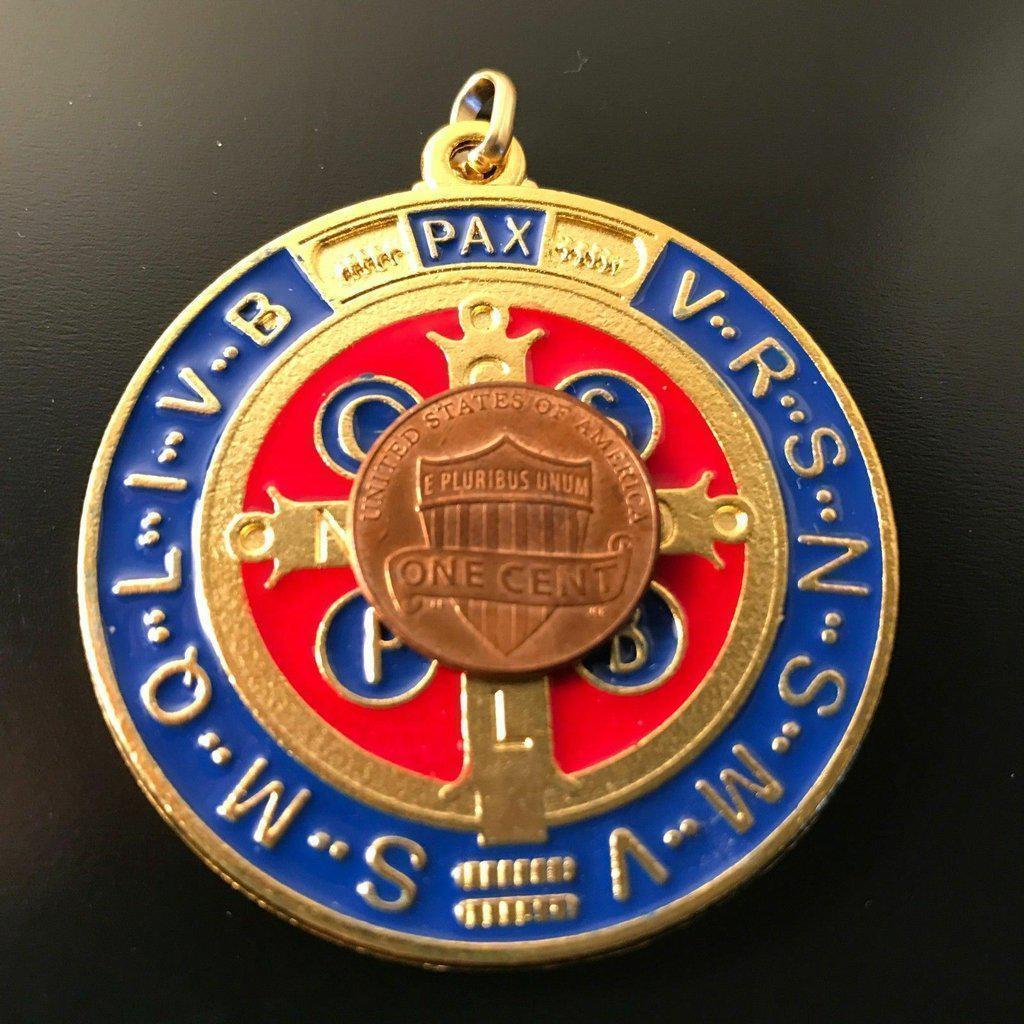 PAX
V··R··S··N··S··M··V
S··M··Q··L··I··V··B
C S
N D
P B
L
UNITED STATES OF AMERICA
E PLURIBUS UNUM
ONE CENT